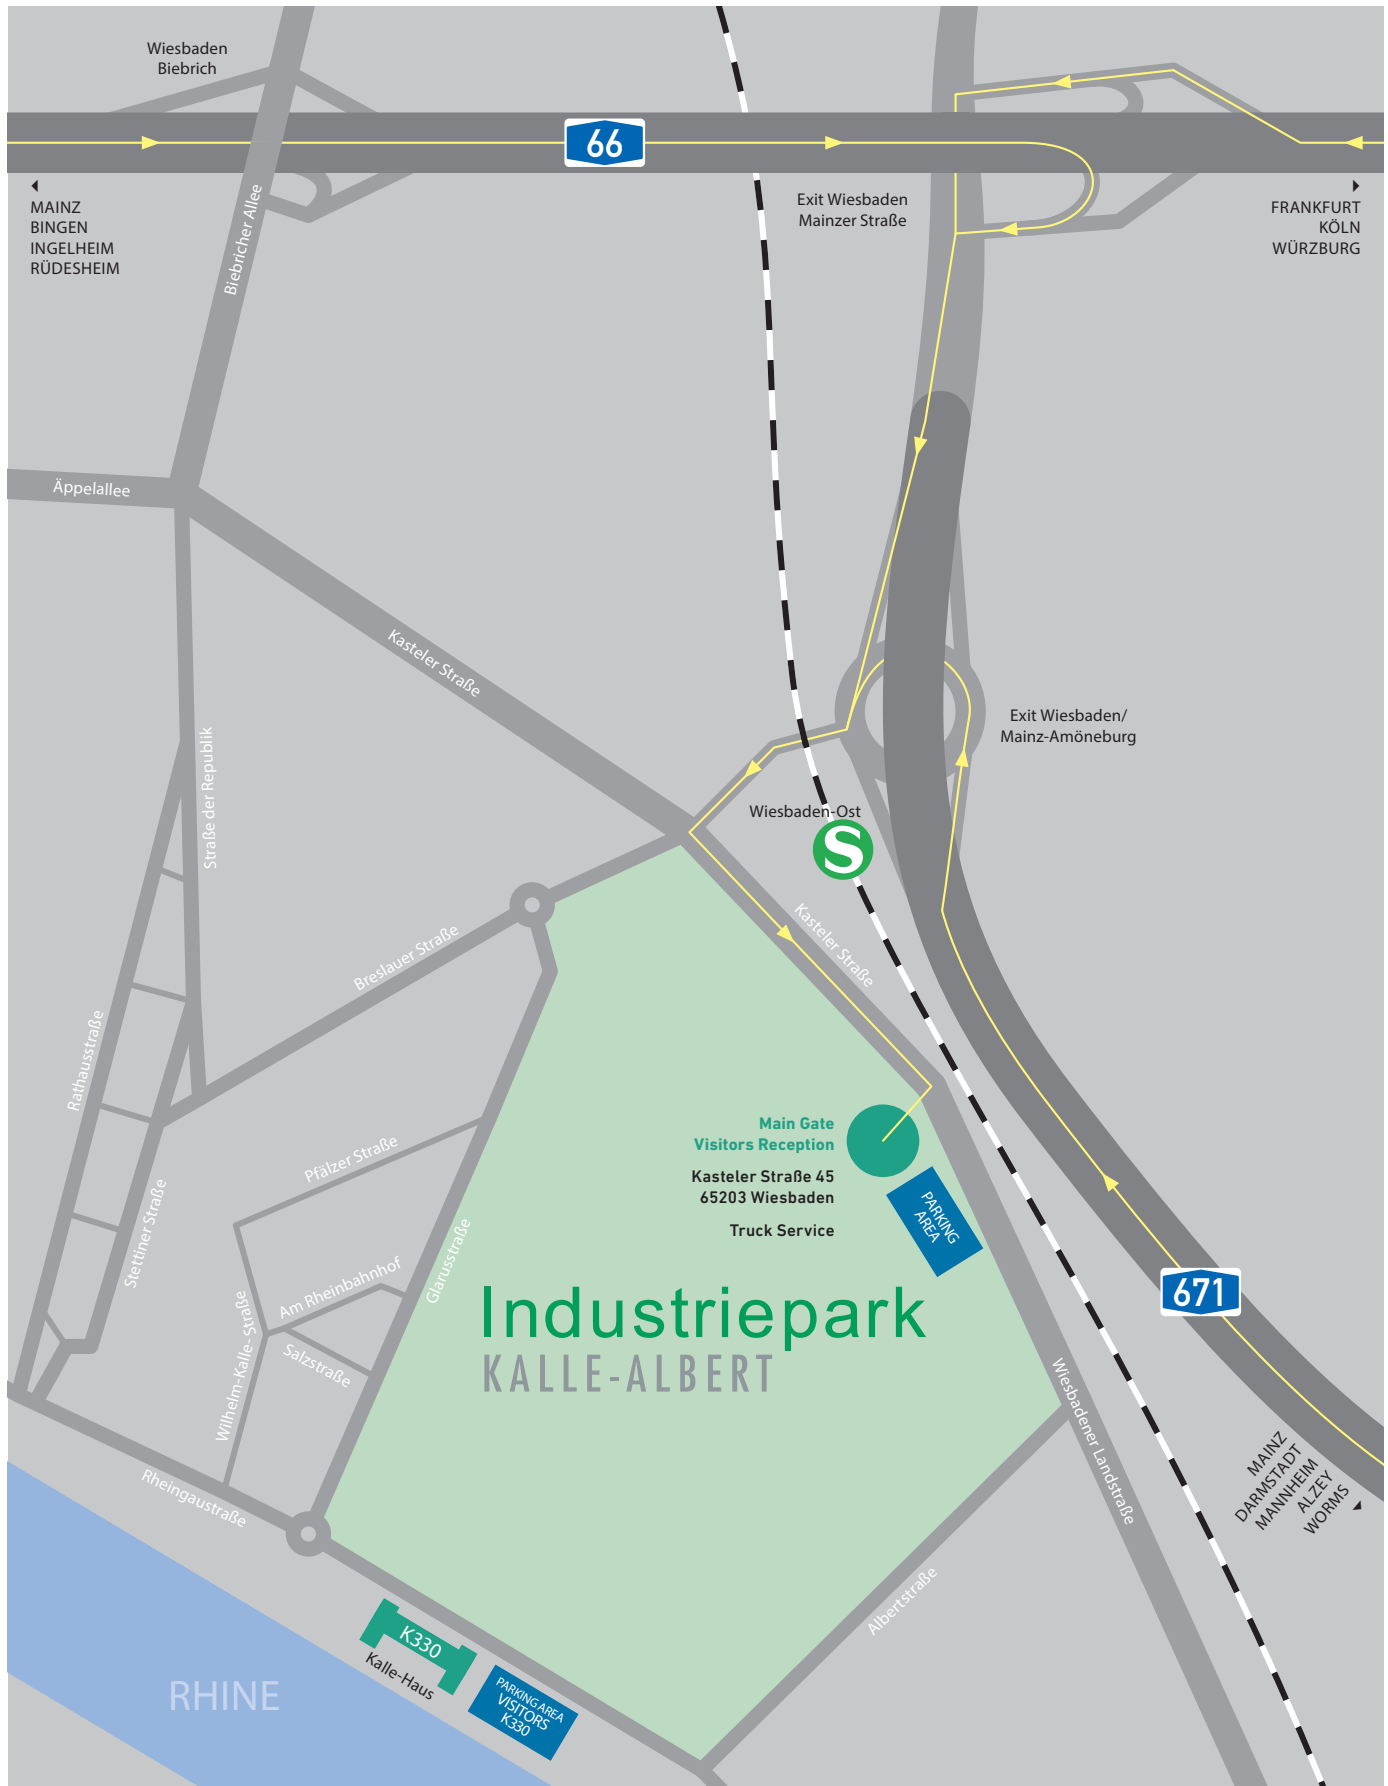 Wiesbaden
Biebrich
66
MAINZ
BINGEN
INGELHEIM
RÜDESHEIM
Exit Wiesbaden
Mainzer Straße
FRANKFURT
KÖLN
WÜRZBURG
Biebricher Allee
Äppelallee
Kasteler Straße
Straße der Republik
Exit Wiesbaden/
Mainz-Amöneburg
Wiesbaden-Ost
S
Kasteler Straße
Breslauer Straße
Rathausstraße
Main Gate
Visitors Reception
Kasteler Straße 45
65203 Wiesbaden
Truck Service
PARKING
AREA
Pfälzer Straße
Stettiner Straße
Glarusstraße
Am Rheinbahnhof
Salzstraße
Wilhelm-Kalle-Straße
671
Industriepark
KALLE-ALBERT
Wiesbadener Landstraße
MAINZ
DARMSTADT
MANNHEIM
ALZEY
WORMS
Rheingaustraße
Albertstraße
K330
Kalle-Haus
PARKING AREA
VISITORS
K330
RHINE